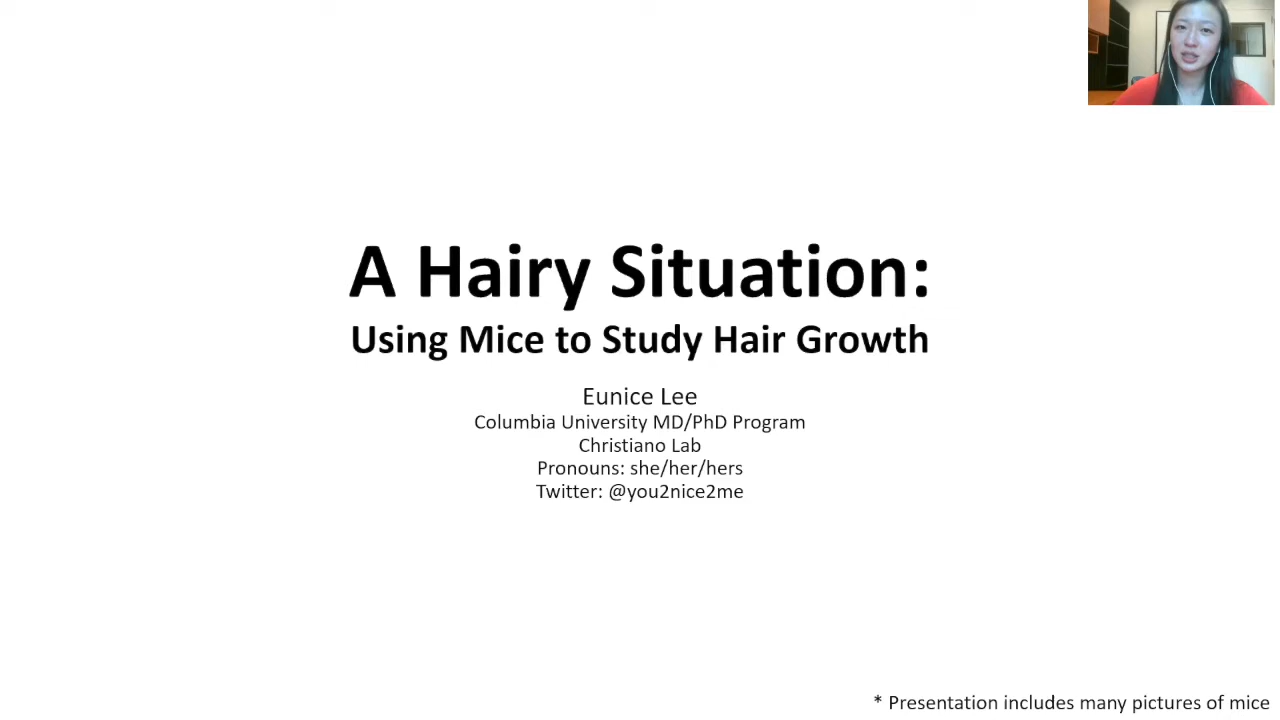 A Hairy Situation:
Using Mice to Study Hair Growth
Eunice Lee
Columbia University MD/PhD Program
Christiano Lab
Pronouns: she/her/hers
Twitter: @you2nice2me
* Presentation includes many pictures of mice